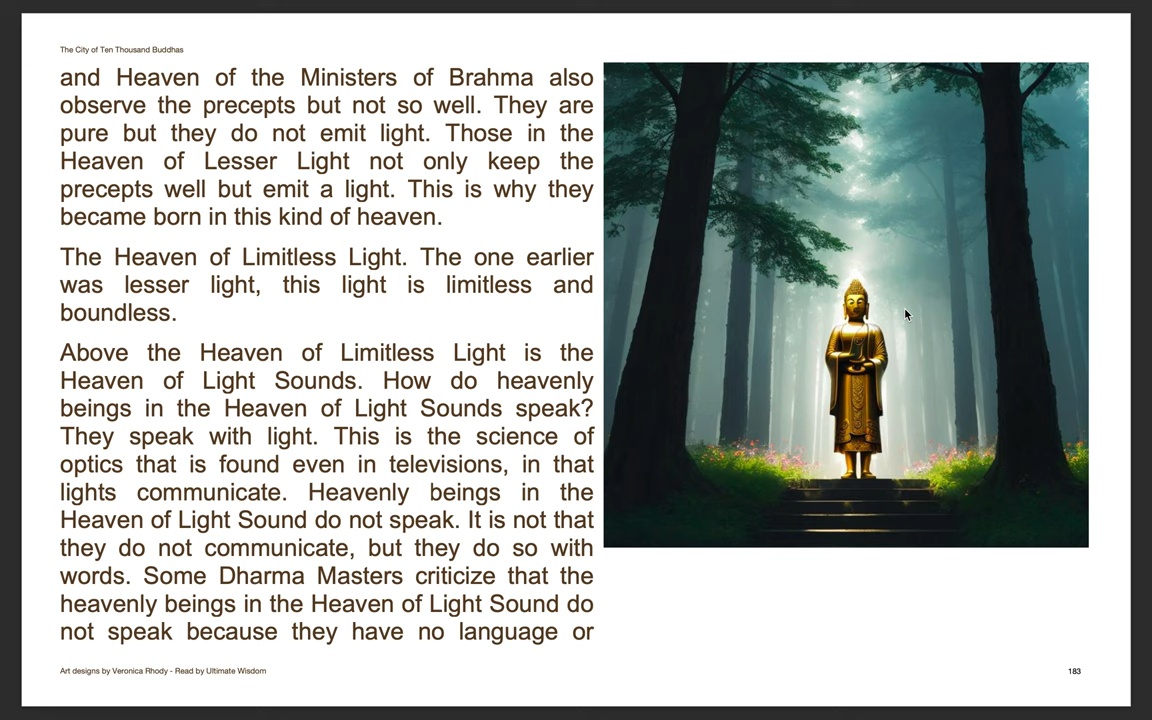 The City of Ten Thousand Buddhas
and Heaven of the Ministers of Brahma also
observe the precepts but not so well. They are
pure but they do not emit light. Those in the
Heaven of Lesser Light not only keep the
precepts well but emit a light. This is why they
became born in this kind of heaven.
The Heaven of Limitless Light. The one earlier
was lesser light, this light is limitless and
boundless.
Above the Heaven of Limitless Light is the
Heaven of Light Sounds. How do heavenly
beings in the Heaven of Light Sounds speak?
They speak with light. This is the science of
optics that is found even in televisions, in that
lights communicate. Heavenly beings in the
Heaven of Light Sound do not speak. It is not that
they do not communicate, but they do so with
words. Some Dharma Masters criticize that the
heavenly beings in the Heaven of Light Sound do
not speak because they have no language or
Art designs by Veronica Rhody - Read by Ultimate Wisdom
183